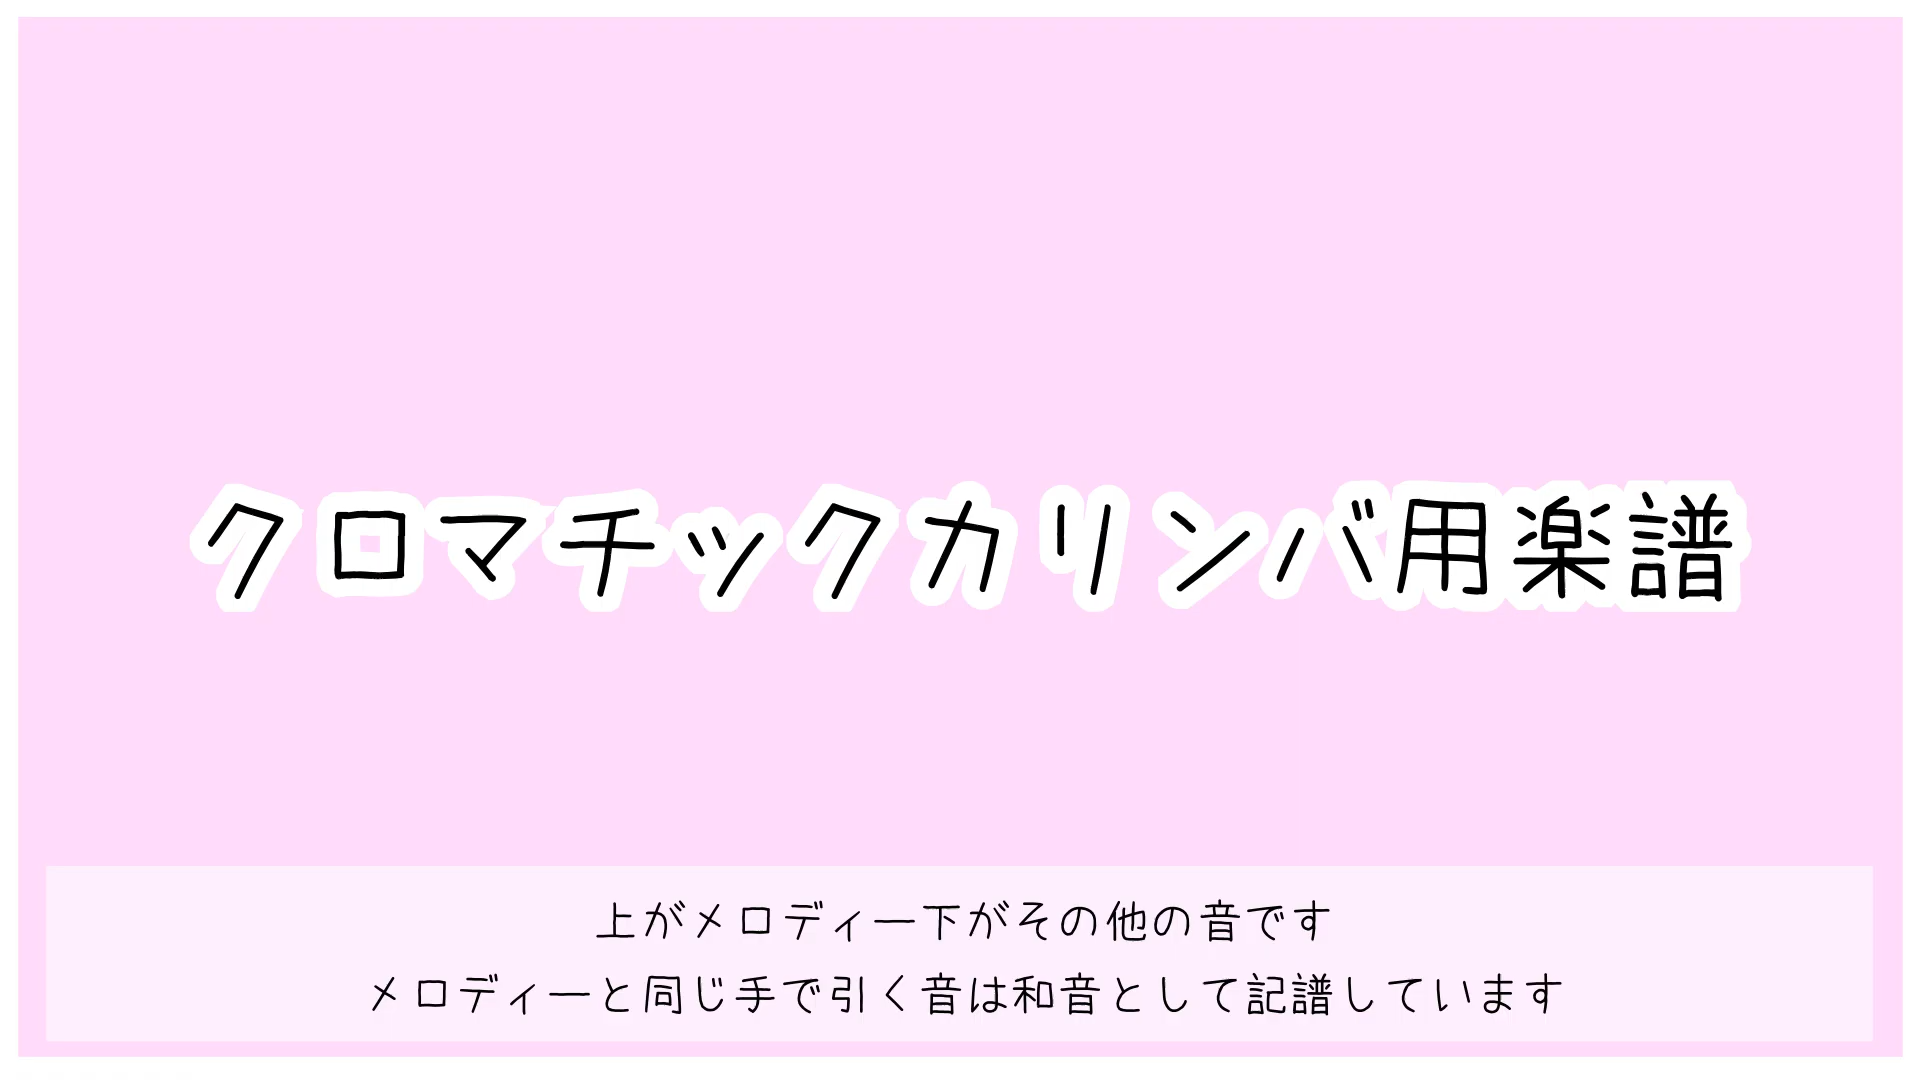 クロマチックカリンバ用楽譜
上がメロディー下がその他の音です
メロディーと同じ手で引く音は和音として記譜しています